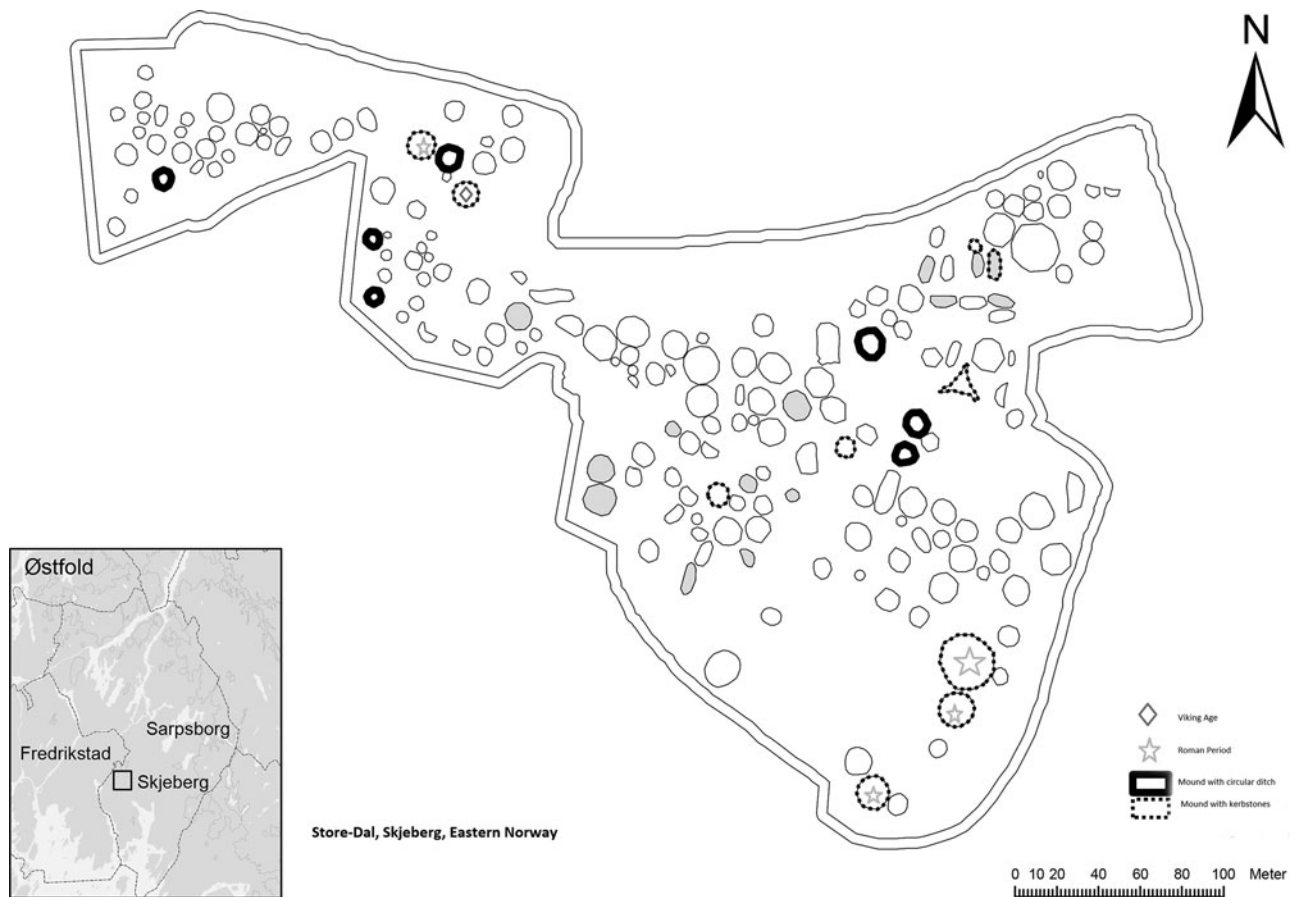 N
Østfold
Sarpsborg
Fredrikstad
Skjeberg
Viking Age
Roman Period
Mound with circular ditch
Mound with kerbstones
Store-Dal, Skjeberg, Eastern Norway
0 10 20 40 60 80 100 Meter